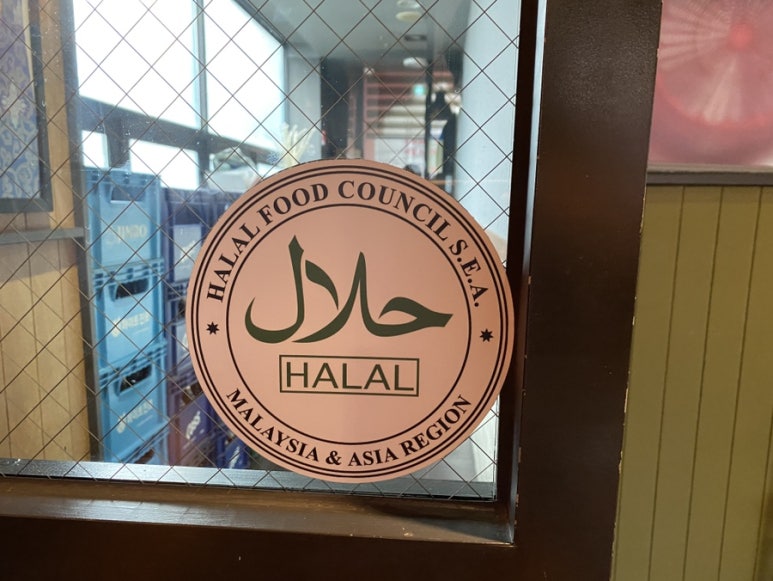 HALAL FOOD COUNCIL S.E.A.
حلال
HALAL
MALAYSIA & ASIA REGION